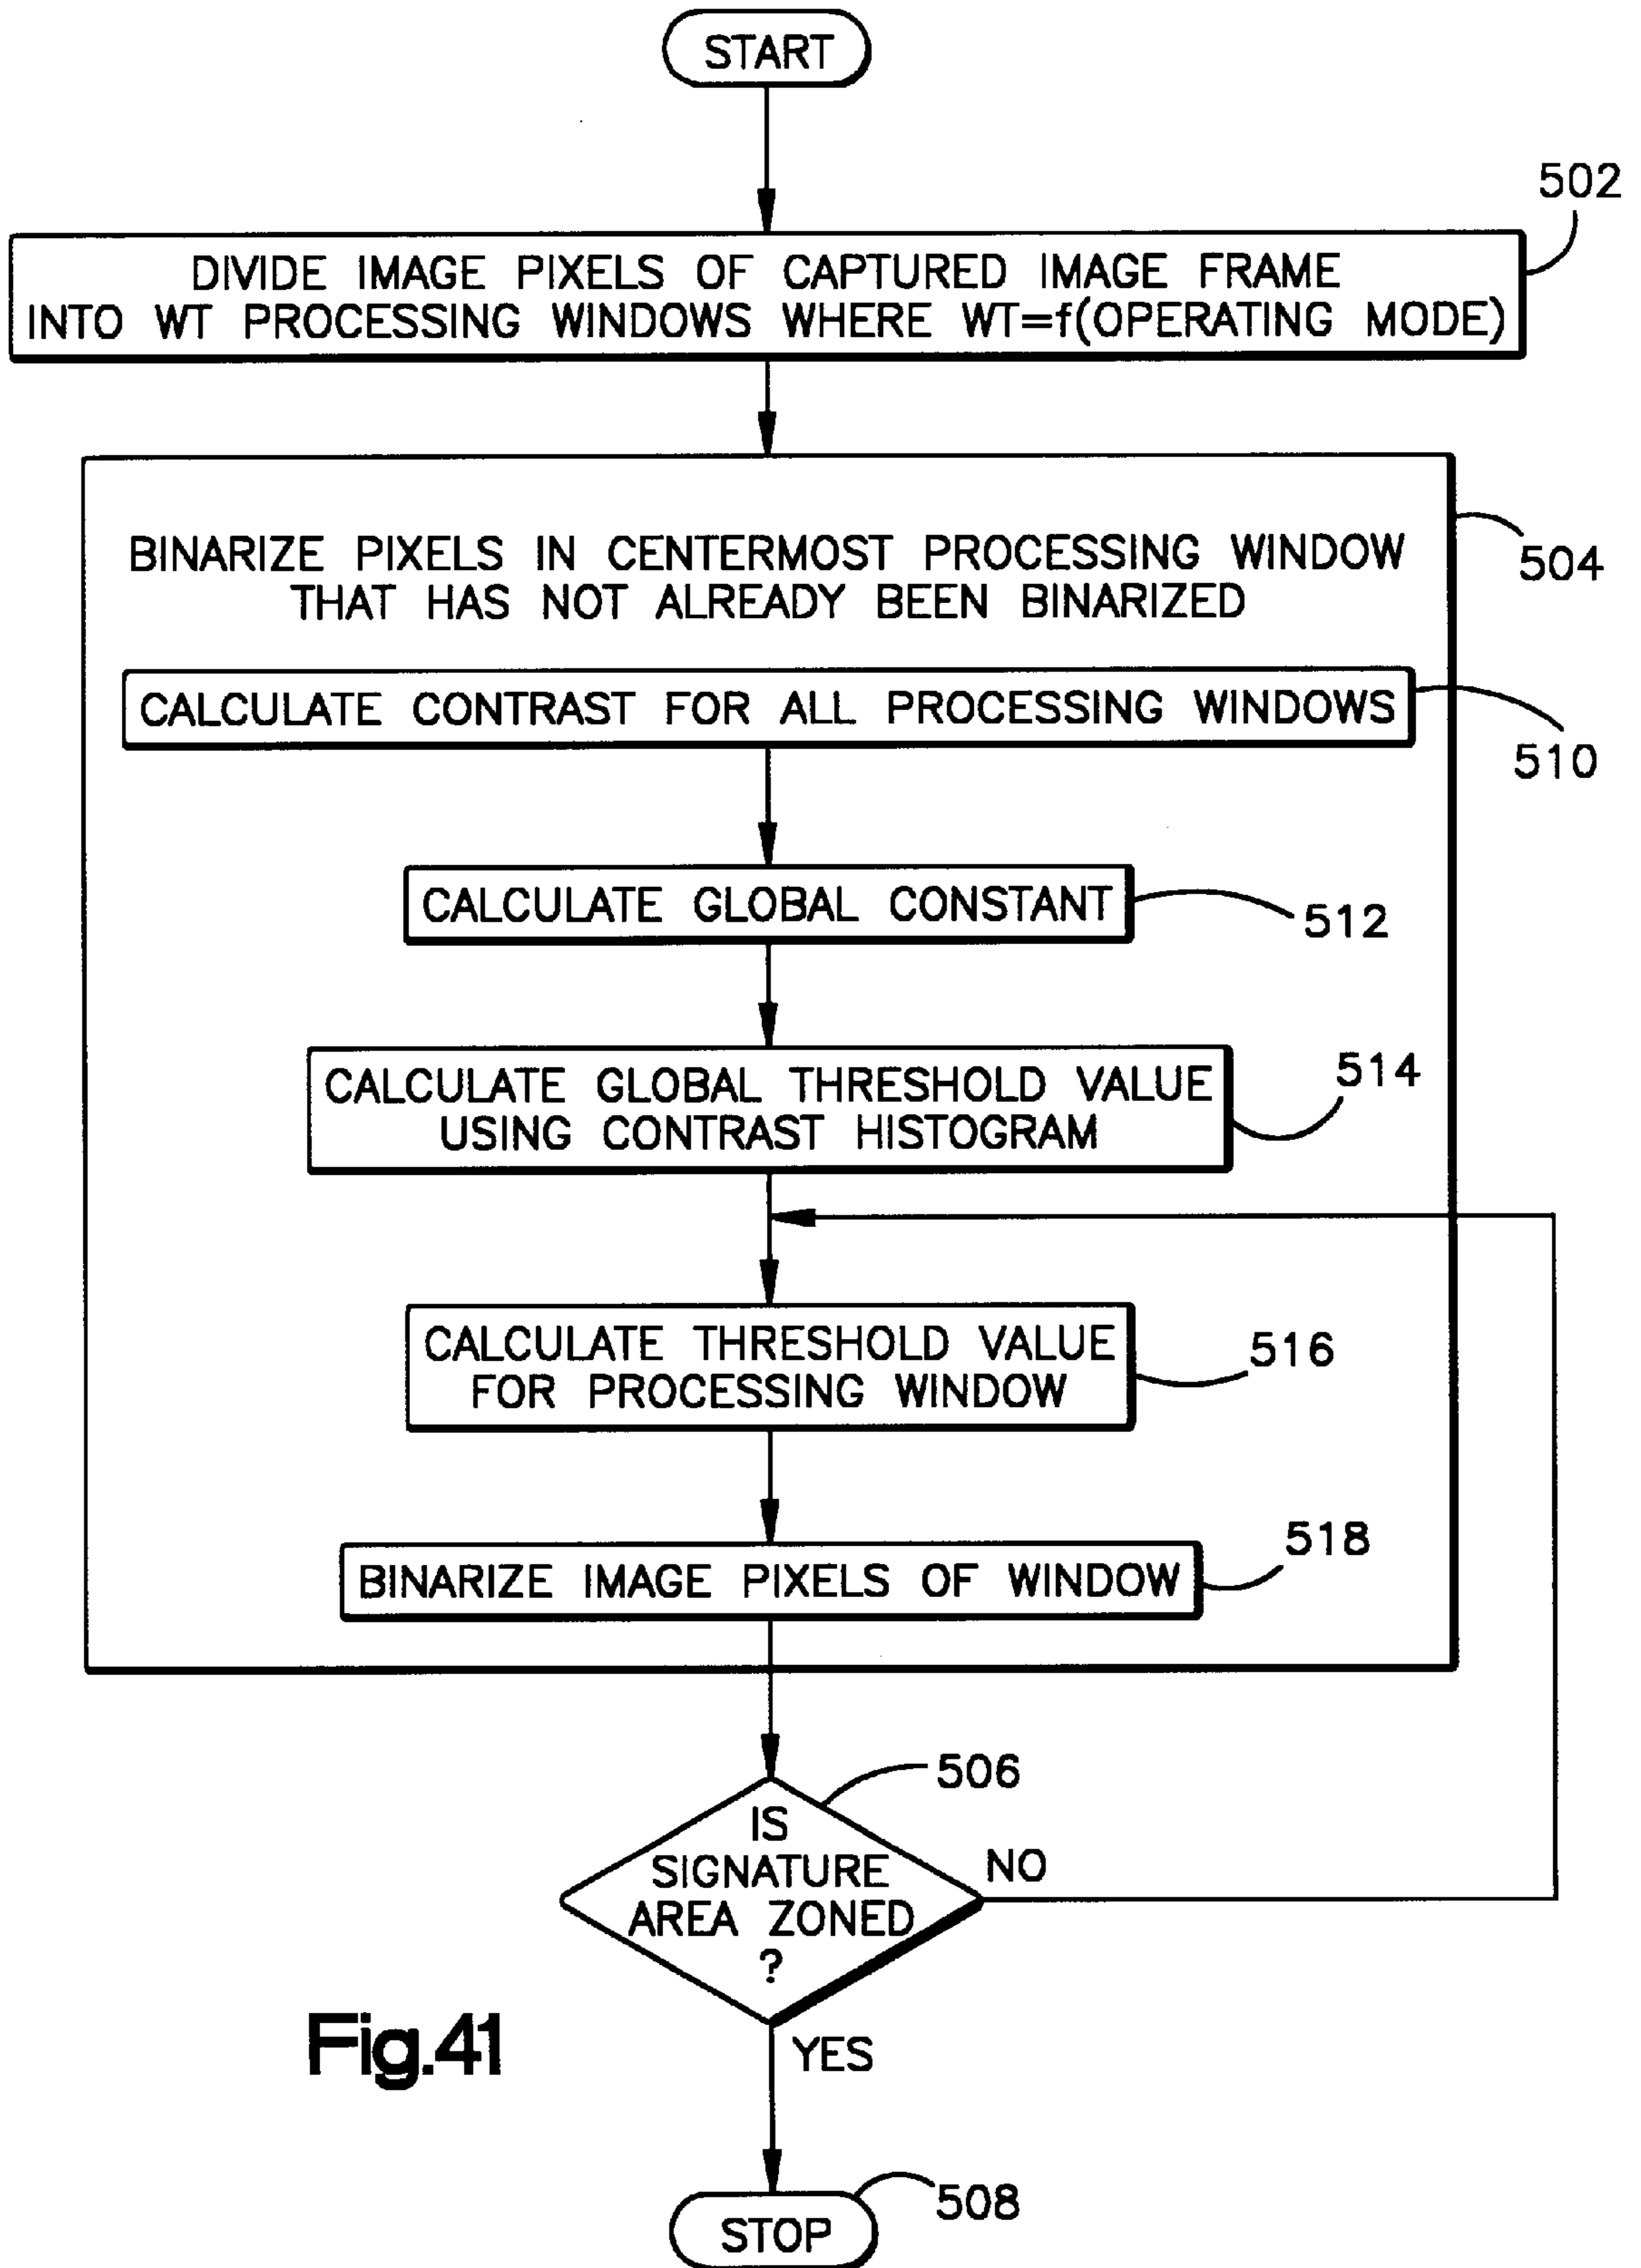 START
502
DIVIDE IMAGE PIXELS OF CAPTURED IMAGE FRAME
INTO WT PROCESSING WINDOWS WHERE WT=f(OPERATING MODE)
BINARIZE PIXELS IN CENTERMOST PROCESSING WINDOW
THAT HAS NOT ALREADY BEEN BINARIZED
504
CALCULATE CONTRAST FOR ALL PROCESSING WINDOWS
510
CALCULATE GLOBAL CONSTANT
512
CALCULATE GLOBAL THRESHOLD VALUE
USING CONTRAST HISTOGRAM
514
CALCULATE THRESHOLD VALUE
FOR PROCESSING WINDOW
516
BINARIZE IMAGE PIXELS OF WINDOW
518
506
IS
SIGNATURE
AREA ZONED
?
NO
YES
Fig.41
STOP
508